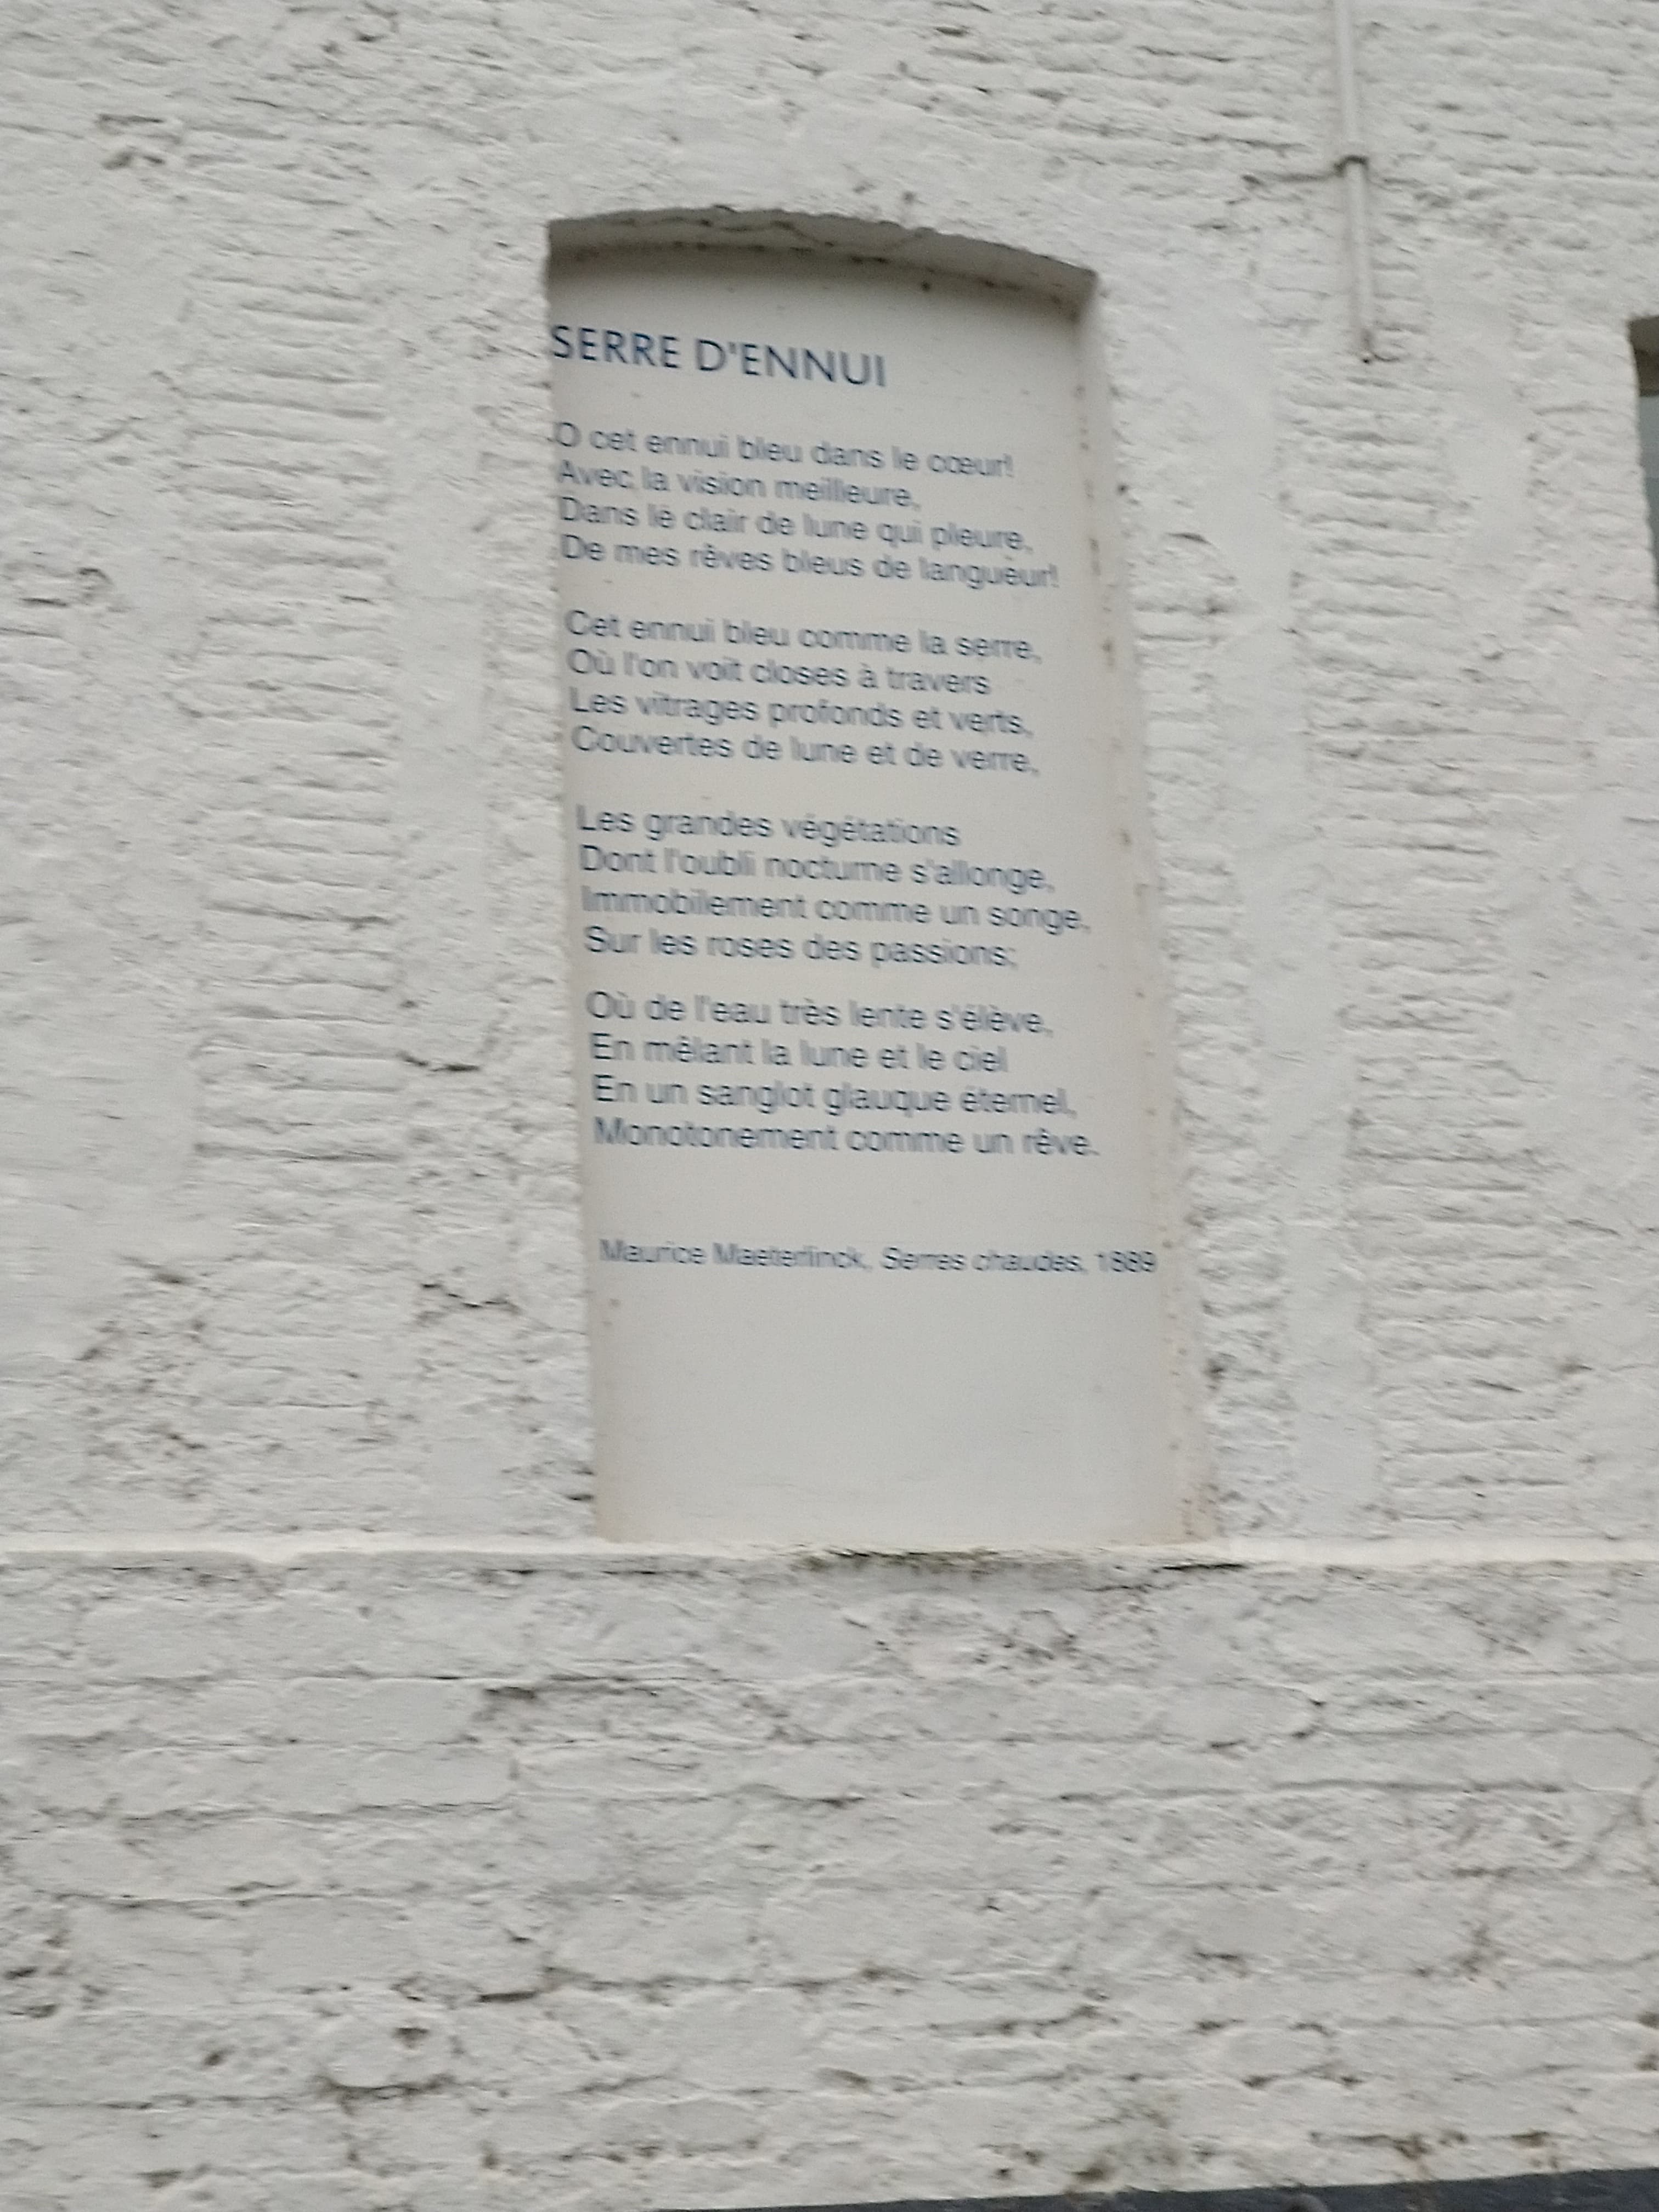 SERRE D'ENNUI
O cet ennui bleu dans le cœur!
Avec la vision meilleure,
Dans le clair de lune qui pleure,
De mes rêves bleus de langueur!
Cet ennui bleu comme la serre,
Où l'on voit closes à travers
Les vitrages profonds et verts,
Couvertes de lune et de verre,
Les grandes végétations
Dont l'oubli nocturne s'allonge,
Immobilement comme un songe,
Sur les roses des passions;
Où de l'eau très lente s'élève,
En mêlant la lune et le ciel
En un sanglot glauque éternel,
Monotonement comme un rêve.
Maurice Maeterlinck, Serres chaudes, 1889